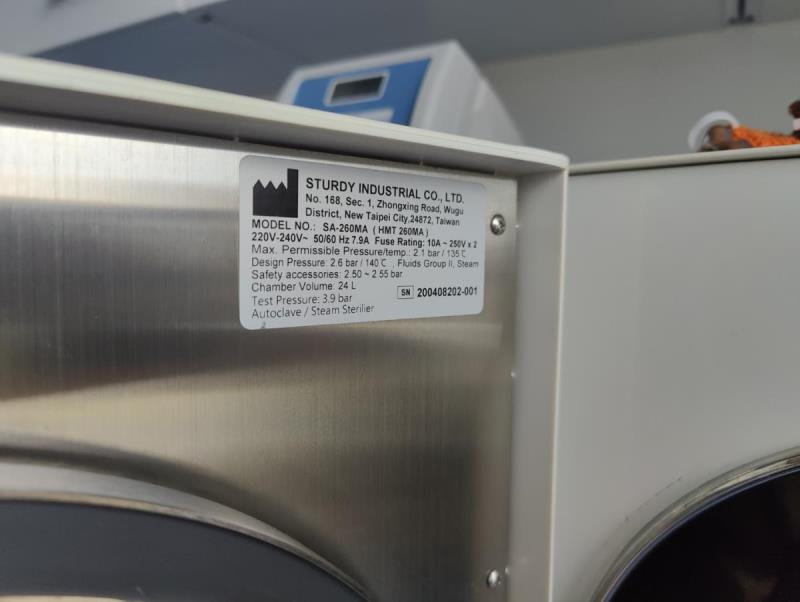 STURDY INDUSTRIAL CO., LTD.
No. 168, Sec. 1, Zhongxing Road, Wugu
District, New Taipei City,24872, Taiwan
MODEL NO.: SA-260MA ( HMT 260MA )
220V-240V~ 50/60 Hz 7.9A Fuse Rating: 10A ~ 250V x 2
Max. Permissible Pressure/temp.: 2.1 bar / 135℃
Design Pressure: 2.6 bar / 140℃ , Fluids Group II, Steam
Safety accessories: 2.50 ~ 2.55 bar
Chamber Volume: 24 L
SN 200408202-001
Test Pressure: 3.9 bar
Autoclave / Steam Sterilier